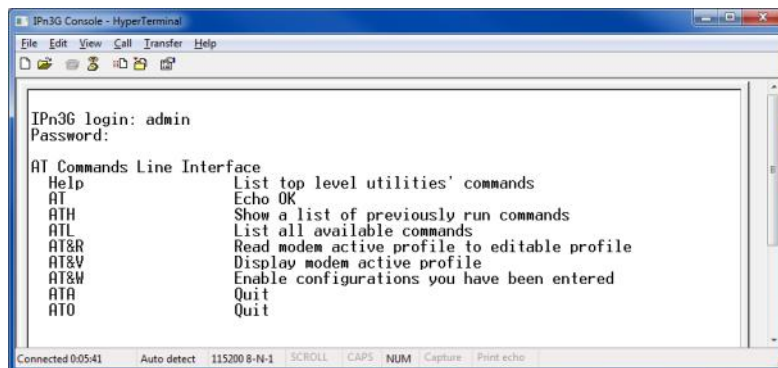 IPn3G Console - HyperTerminal
File Edit View Call Transfer Help
IPn3G login: admin
Password:
AT Commands Line Interface
Help List top level utilities' commands
AT Echo OK
ATH Show a list of previously run commands
ATL List all available commands
AT&R Read modem active profile to editable profile
AT&V Display modem active profile
AT&W Enable configurations you have been entered
ATA Quit
ATO Quit
Connected 0:05:41 Auto detect 115200 8-N-1 SCROLL CAPS NUM Capture Print echo